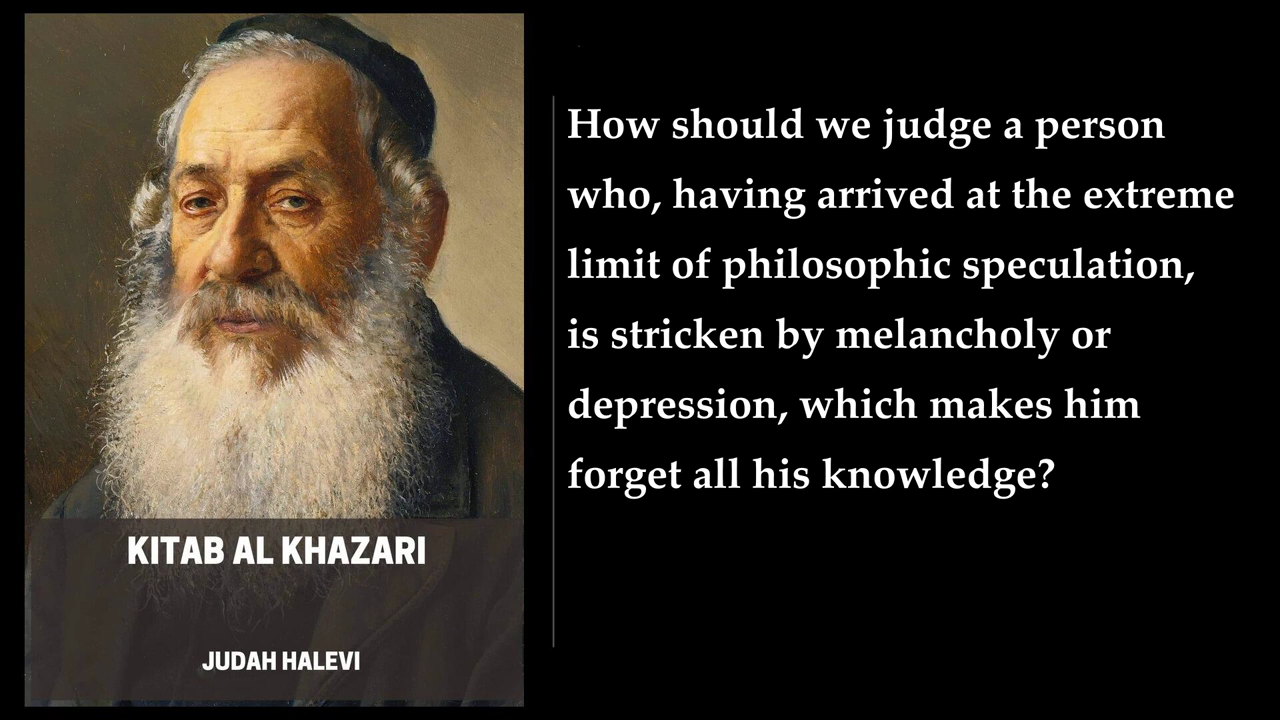 KITAB AL KHAZARI
JUDAH HALEVI
How should we judge a person
who, having arrived at the extreme
limit of philosophic speculation,
is stricken by melancholy or
depression, which makes him
forget all his knowledge?